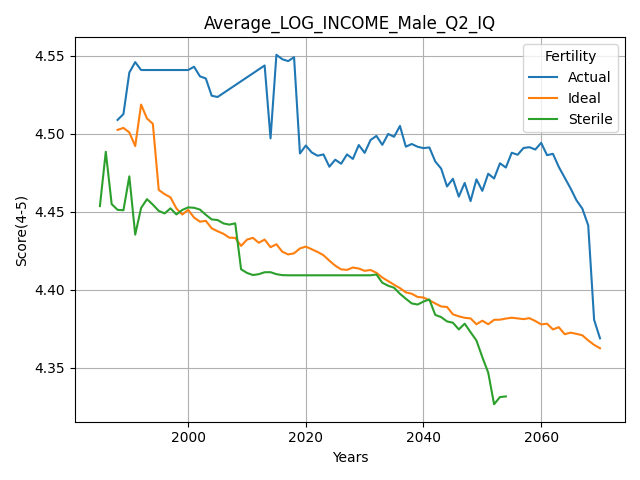 Average_LOG_INCOME_Male_Q2_IQ
Fertility
Actual
Ideal
Sterile
Score(4-5)
4.55
4.50
4.45
4.40
4.35
2000
2020
2040
2060
Years